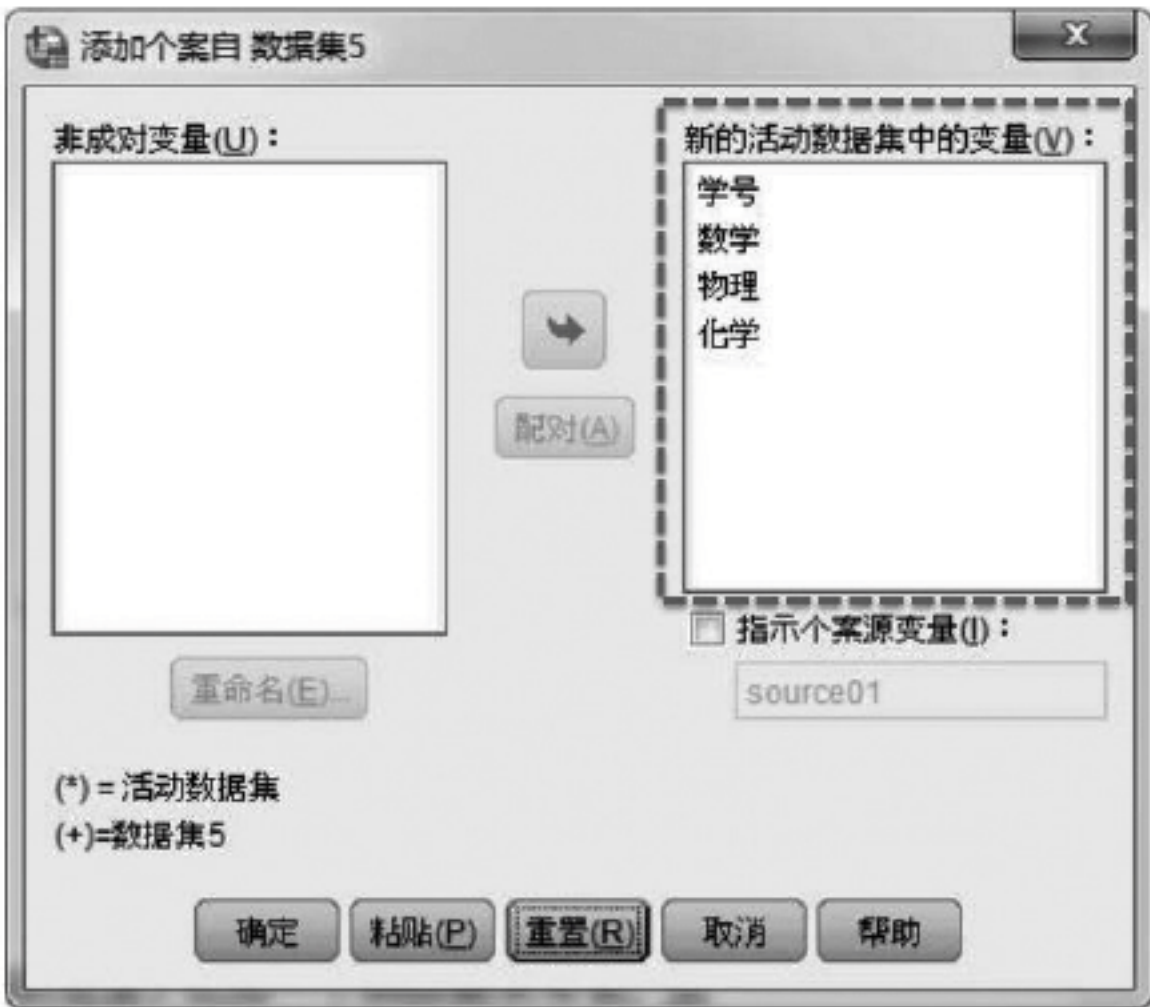 添加个案自 数据集5
x
非成对变量(U)：
新的活动数据集中的变量(V)：
学号
数学
物理
化学
配对(A)
指示个案源变量(I)：
source01
重命名(E)...
(*) = 活动数据集
(+)=数据集5
确定
粘贴(P)
重置(R)
取消
帮助